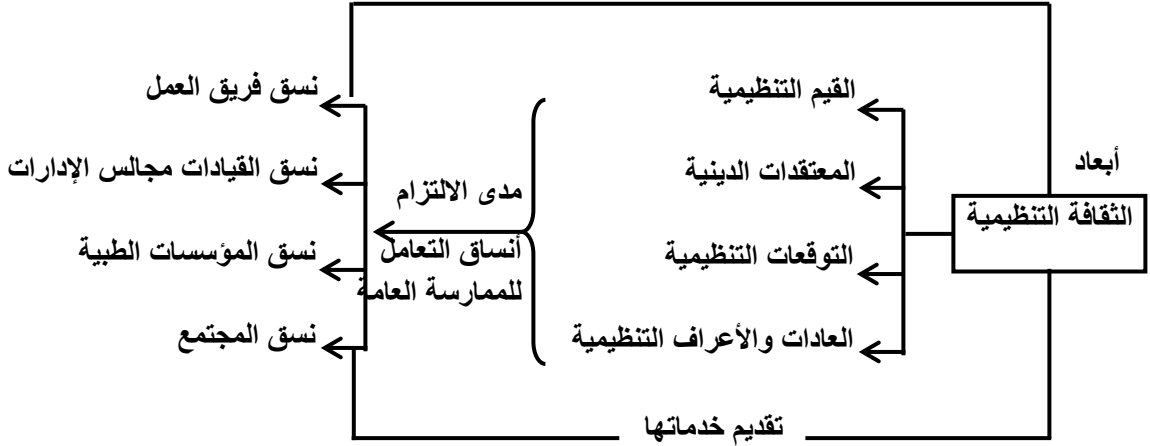 أبعاد
الثقافة التنظيمية
القيم التنظيمية
المعتقدات الدينية
التوقعات التنظيمية
العادات والأعراف التنظيمية
مدى الالتزام
أنساق التعامل
للممارسة العامة
نسق فريق العمل
نسق القيادات مجالس الإدارات
نسق المؤسسات الطبية
نسق المجتمع
تقديم خدماتها